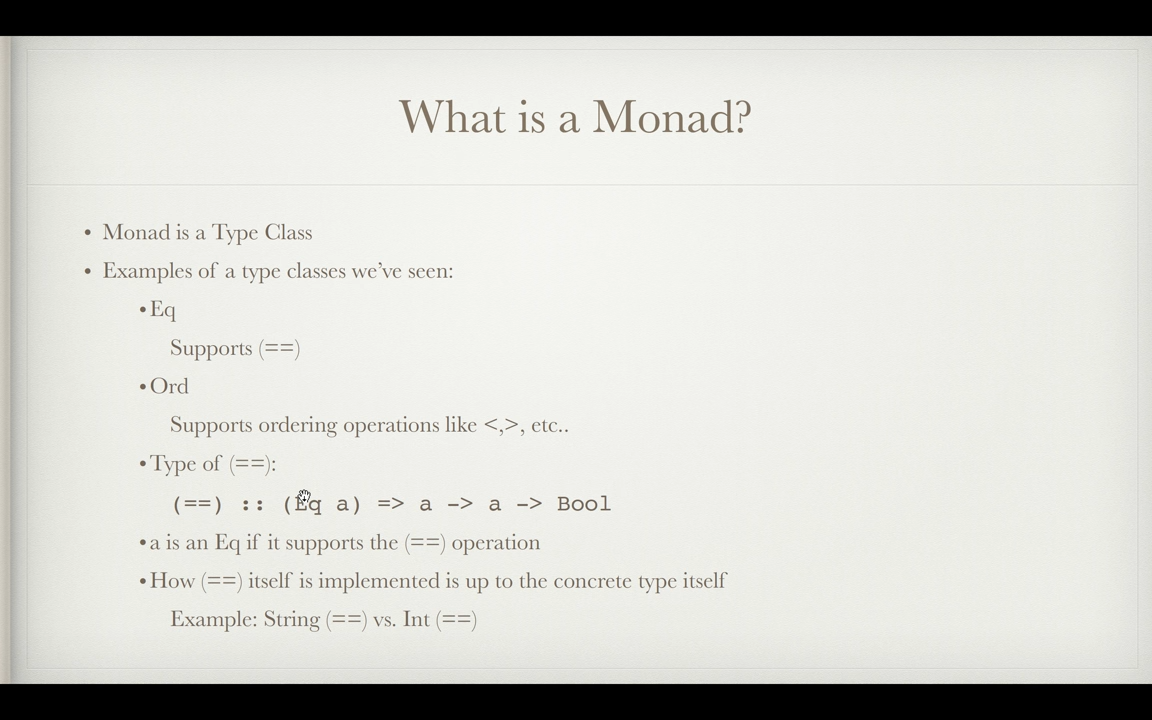 What is a Monad?
• Monad is a Type Class
• Examples of a type classes we've seen:
•Eq
Supports (==)
•Ord
Supports ordering operations like <,>, etc..
•Type of (==):
(==) :: (Eq a) => a -> a -> Bool
•a is an Eq if it supports the (==) operation
•How (==) itself is implemented is up to the concrete type itself
Example: String (==) vs. Int (==)